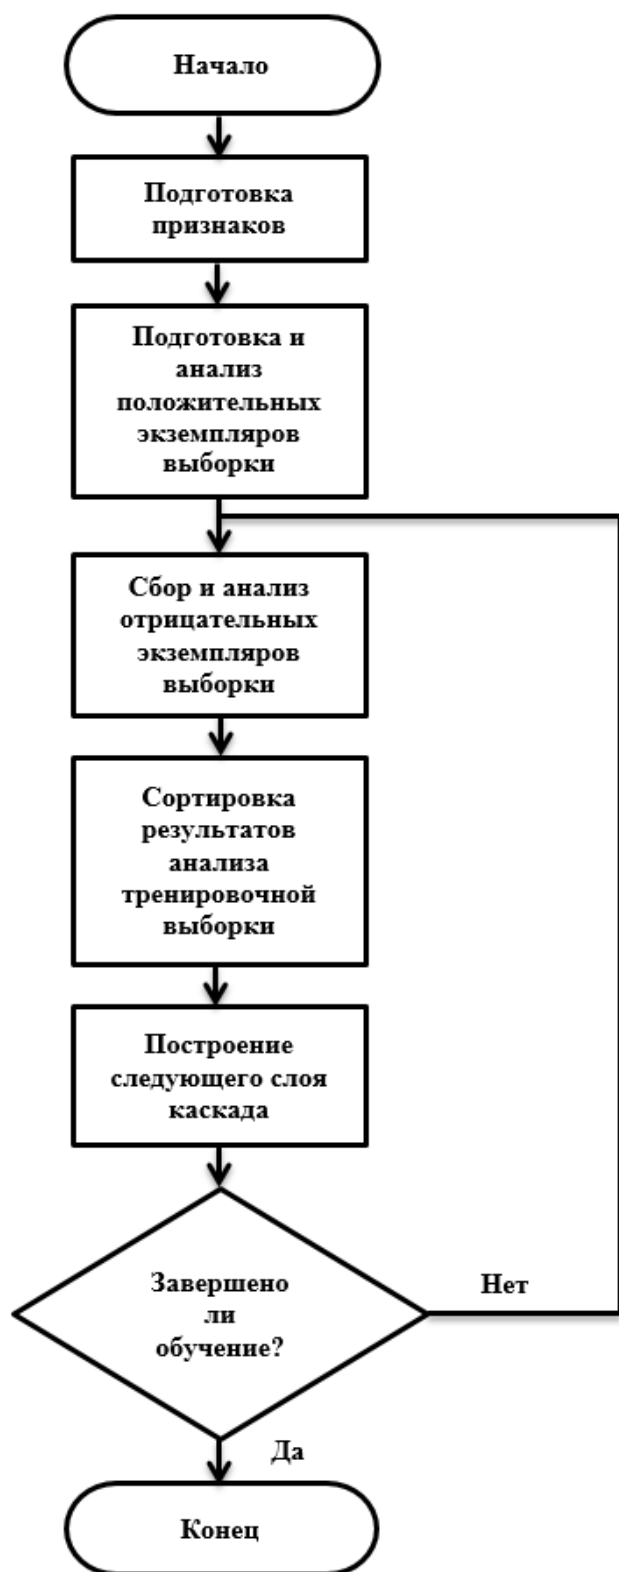 Начало
Подготовка
признаков
Подготовка и
анализ
положительных
экземпляров
выборки
Сбор и анализ
отрицательных
экземпляров
выборки
Сортировка
результатов
анализа
тренировочной
выборки
Построение
следующего слоя
каскада
Завершено
ли
обучение?
Нет
Да
Конец